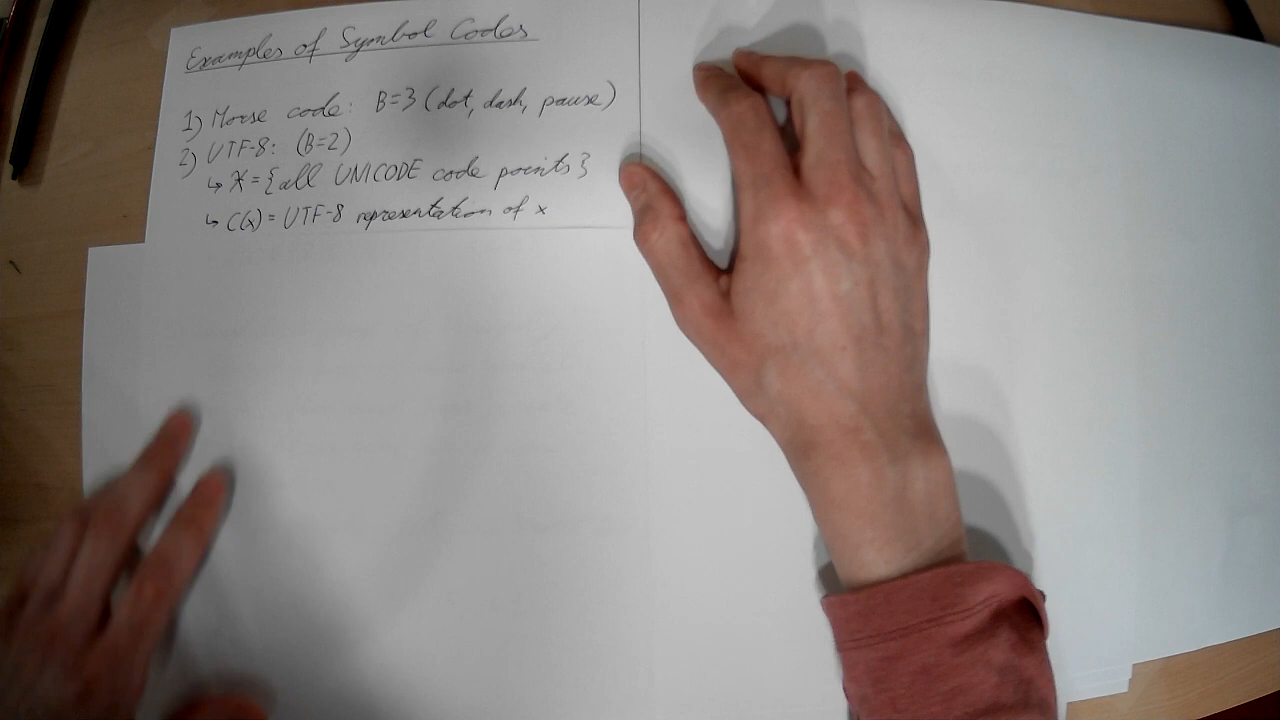 Examples of Symbol Codes
1) Morse code: B=3 (dot, dash, pause)
2) UTF-8: (B=2)
↳ X={all UNICODE code points}
↳ C(x) = UTF-8 representation of x